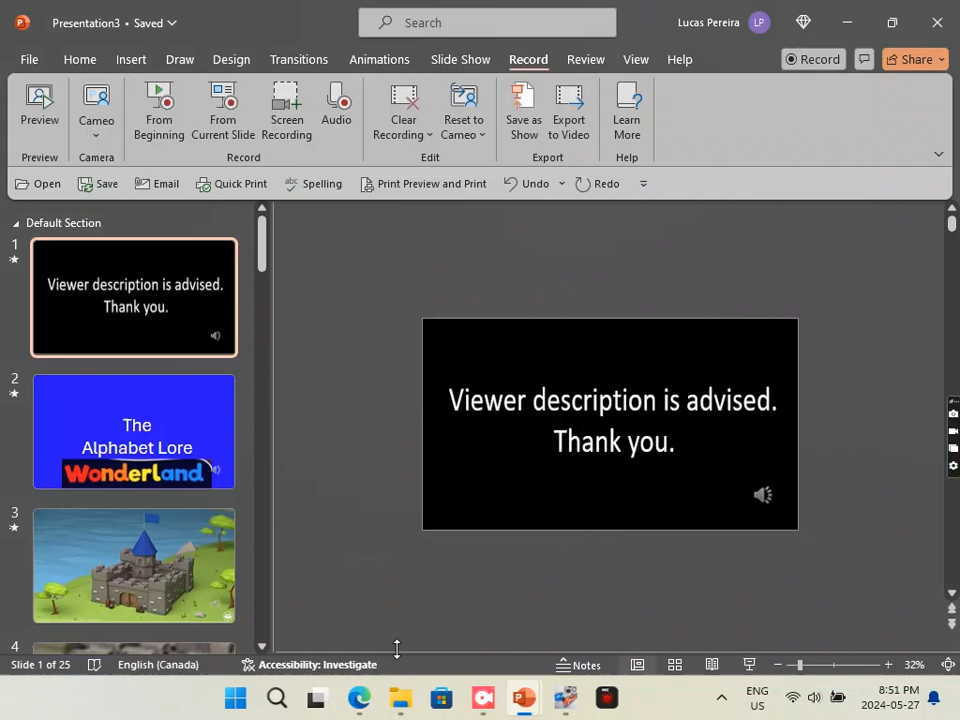 Presentation3 • Saved
Search
Lucas Pereira LP
File Home Insert Draw Design Transitions Animations Slide Show Record Review View Help Record Share
Preview
Cameo
From Beginning
From Current Slide
Screen Recording
Audio
Clear Recording
Reset to Cameo
Save as Show
Export to Video
Learn More
Preview Camera Record Edit Export Help
Open Save Email Quick Print abc Spelling Print Preview and Print Undo Redo
Default Section
1
Viewer description is advised.
Thank you.
2
The
Alphabet Lore
Wonderland
3
4
Viewer description is advised.
Thank you.
Slide 1 of 25 English (Canada) Accessibility: Investigate Notes 32%
ENG
US
8:51 PM
2024-05-27